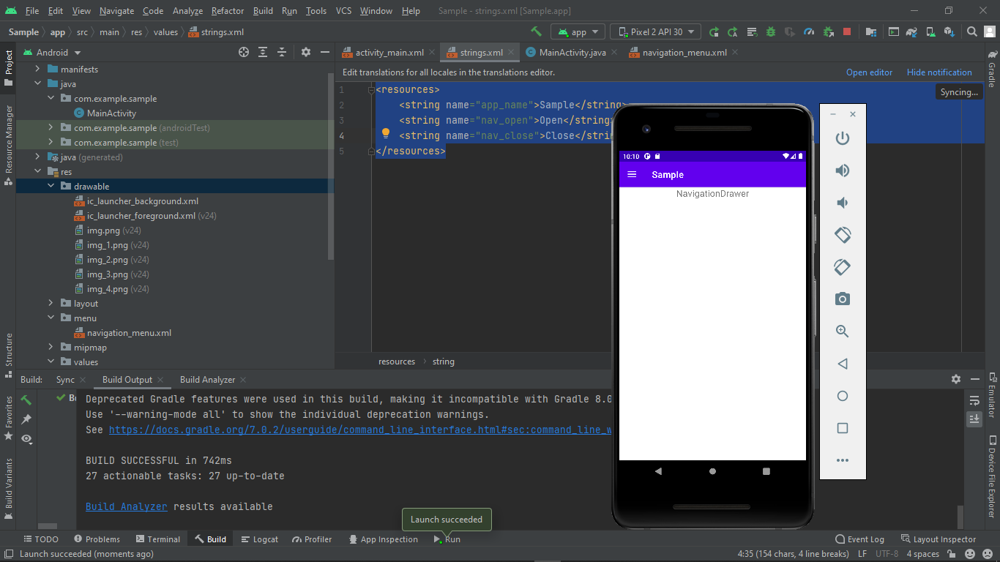 File Edit View Navigate Code Analyze Refactor Build Run Tools VCS Window Help Sample - strings.xml [Sample.app]
Sample app src main res values strings.xml app Pixel 2 API 30
Project
Resource Manager
Structure
Favorites
Build Variants
Android
manifests
java
com.example.sample
MainActivity
com.example.sample (androidTest)
com.example.sample (test)
java (generated)
res
drawable
ic_launcher_background.xml
ic_launcher_foreground.xml (v24)
img.png (v24)
img_1.png (v24)
img_2.png (v24)
img_3.png (v24)
img_4.png (v24)
layout
menu
navigation_menu.xml
mipmap
values
activity_main.xml strings.xml MainActivity.java navigation_menu.xml
Edit translations for all locales in the translations editor. Open editor Hide notification
Syncing...
1 <resources>
2 <string name="app_name">Sample</string>
3 <string name="nav_open">Open</string>
4 <string name="nav_close">Close</strin
5 </resources>
resources string
10:10
Sample
NavigationDrawer
Gradle
Emulator
Device File Explorer
Build: Sync Build Output Build Analyzer
Deprecated Gradle features were used in this build, making it incompatible with Gradle 8.0
Use '--warning-mode all' to show the individual deprecation warnings.
See https://docs.gradle.org/7.0.2/userguide/command_line_interface.html#sec:command_line_w
BUILD SUCCESSFUL in 742ms
27 actionable tasks: 27 up-to-date
Build Analyzer results available
Launch succeeded
TODO Problems Terminal Build Logcat Profiler App Inspection Run Event Log Layout Inspector
Launch succeeded (moments ago) 4:35 (154 chars, 4 line breaks) LF UTF-8 4 spaces